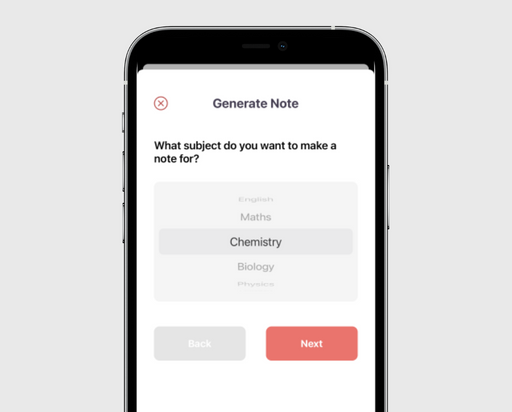 Generate Note
What subject do you want to make a
note for?
English
Maths
Chemistry
Biology
Physics
Back
Next